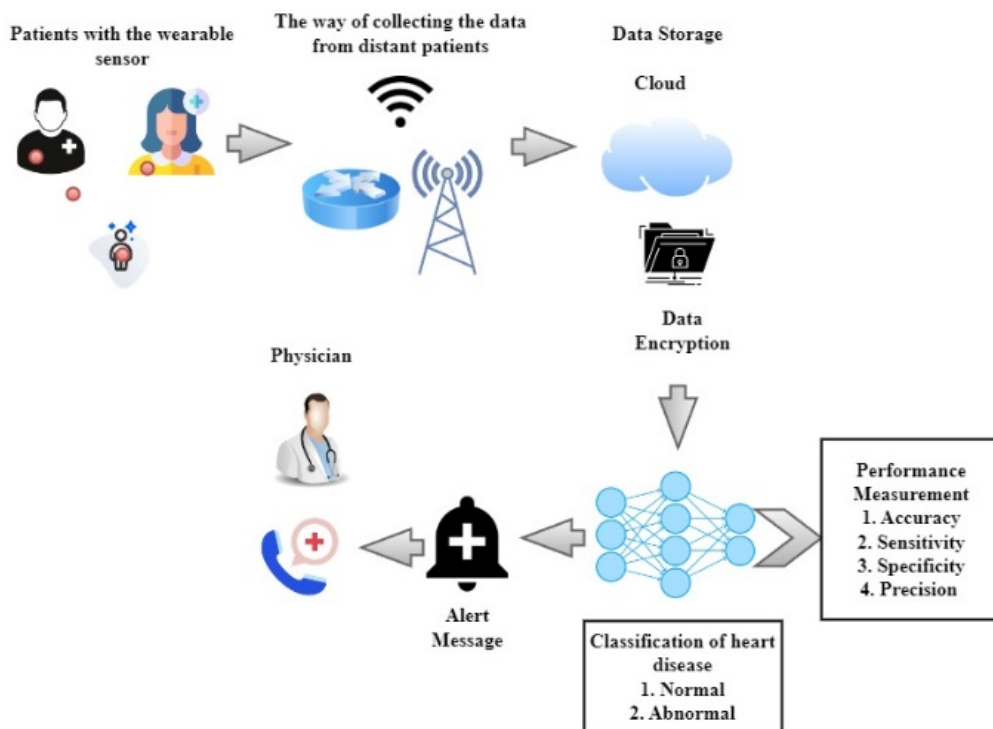 Patients with the wearable
sensor
The way of collecting the data
from distant patients
Data Storage
Cloud
Data
Encryption
Physician
Alert
Message
Classification of heart
disease
1. Normal
2. Abnormal
Performance
Measurement
1. Accuracy
2. Sensitivity
3. Specificity
4. Precision